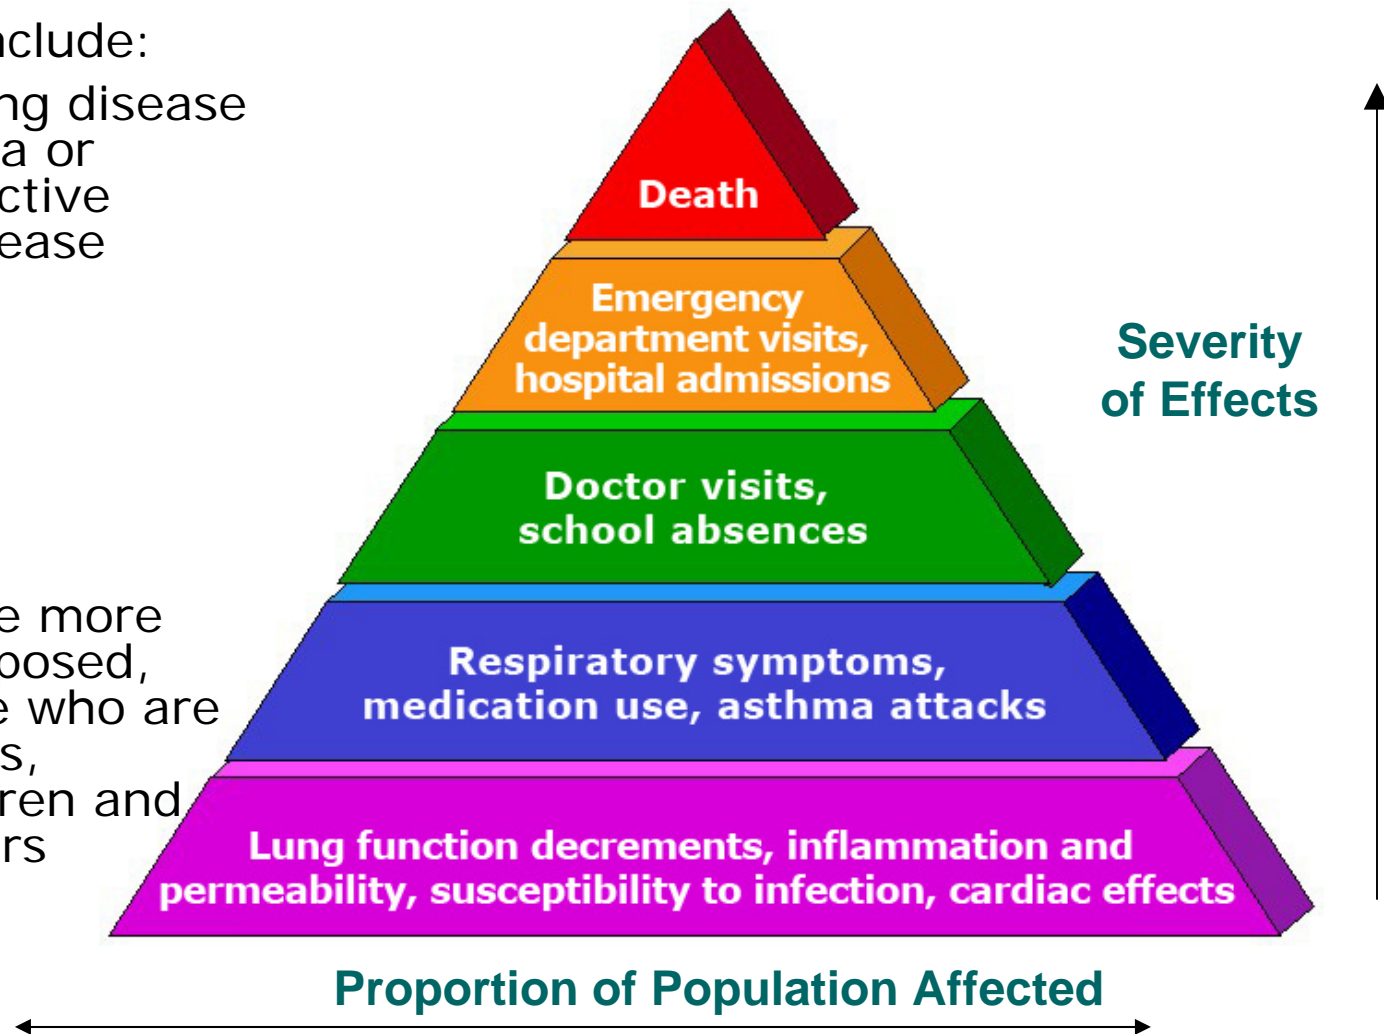 nclude:
ng disease
a or
ctive
ease
e more
posed,
e who are
s,
ren and
rs
Death
Emergency
department visits,
hospital admissions
Doctor visits,
school absences
Respiratory symptoms,
medication use, asthma attacks
Lung function decrements, inflammation and
permeability, susceptibility to infection, cardiac effects
Severity
of Effects
Proportion of Population Affected